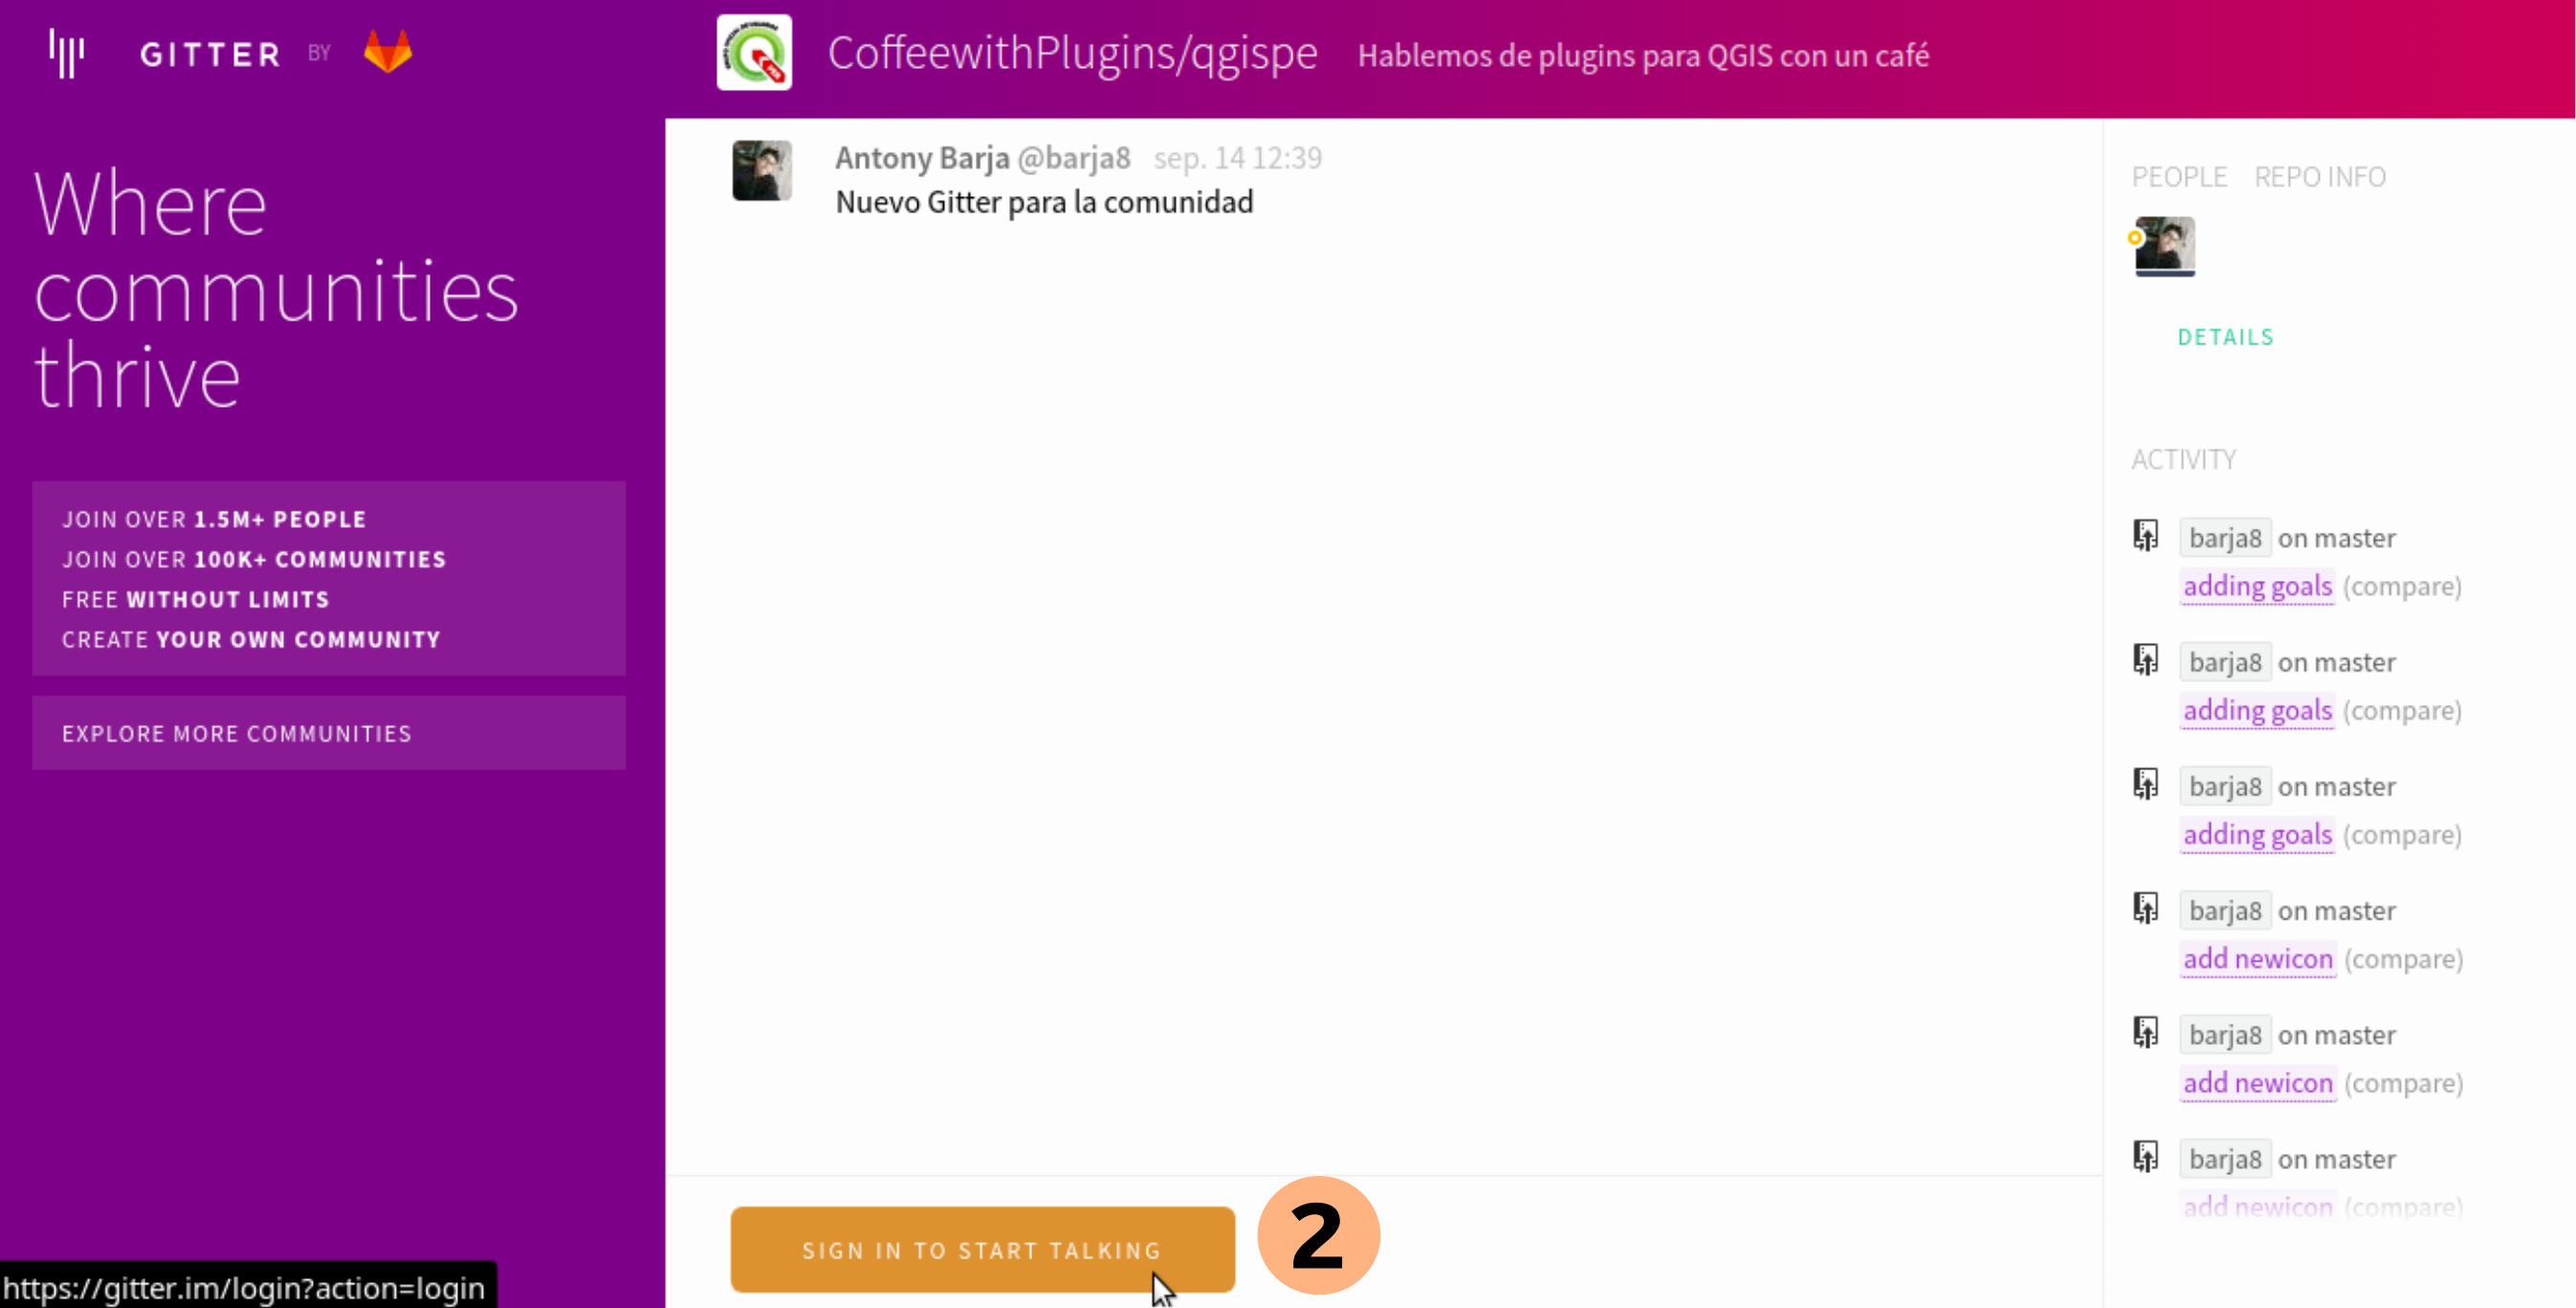 GITTER BY
Where
communities
thrive
JOIN OVER 1.5M+ PEOPLE
JOIN OVER 100K+ COMMUNITIES
FREE WITHOUT LIMITS
CREATE YOUR OWN COMMUNITY
EXPLORE MORE COMMUNITIES
CoffeewithPlugins/qgispe Hablemos de plugins para QGIS con un café
Antony Barja @barja8 sep. 14 12:39
Nuevo Gitter para la comunidad
SIGN IN TO START TALKING
2
PEOPLE REPO INFO
DETAILS
ACTIVITY
barja8 on master
adding goals (compare)
barja8 on master
adding goals (compare)
barja8 on master
adding goals (compare)
barja8 on master
add newicon (compare)
barja8 on master
add newicon (compare)
barja8 on master
add newicon (compare)
https://gitter.im/login?action=login